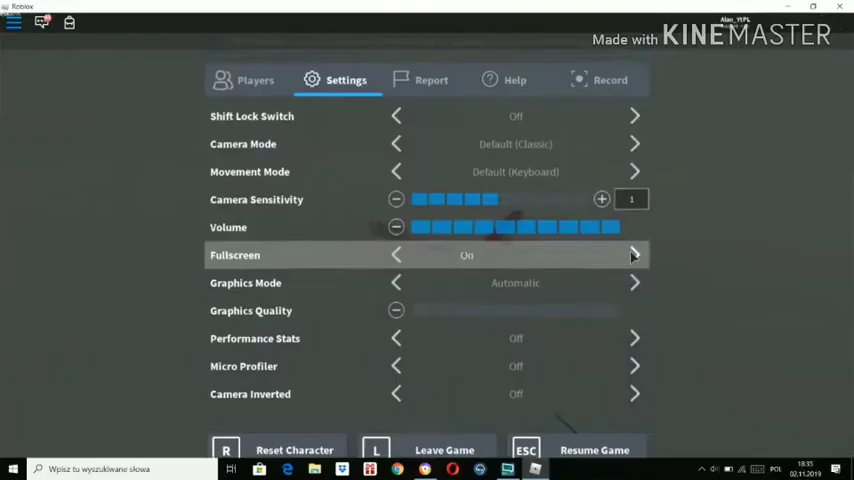 Roblox
Alan_YtPL
Made with KINEMASTER
Players Settings Report Help Record
Shift Lock Switch Off
Camera Mode Default (Classic)
Movement Mode Default (Keyboard)
Camera Sensitivity 1
Volume
Fullscreen On
Graphics Mode Automatic
Graphics Quality
Performance Stats Off
Micro Profiler Off
Camera Inverted Off
R Reset Character L Leave Game ESC Resume Game
Wpisz tu wyszukiwane słowa POL 18:35
02.11.2019